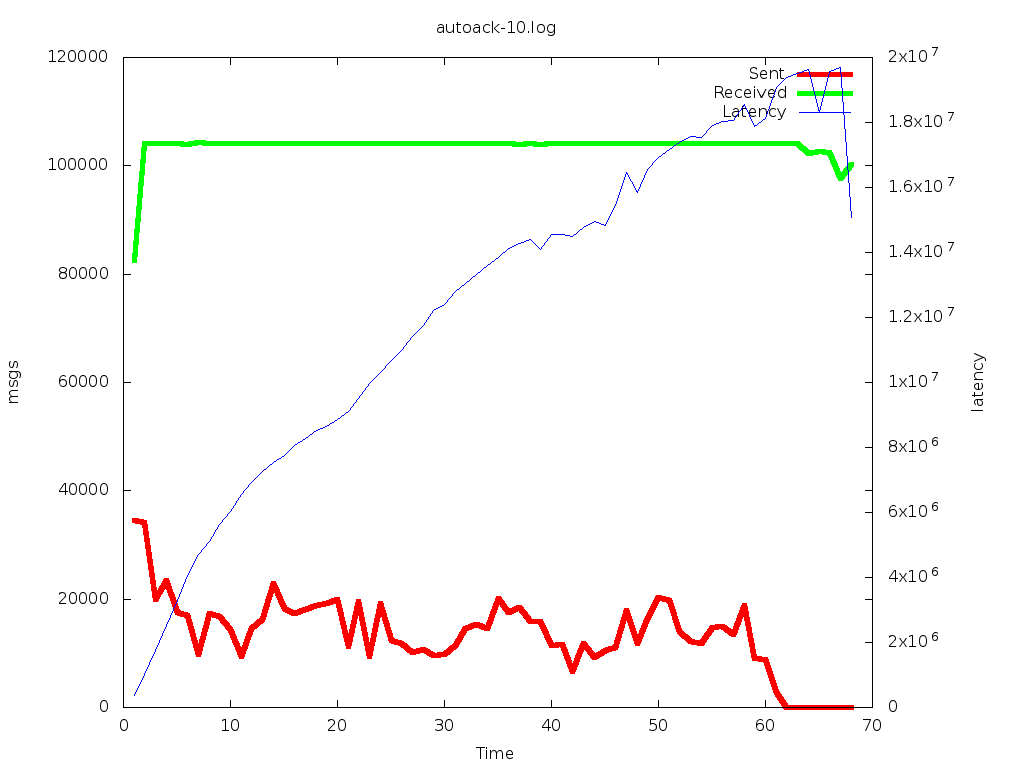 autoack-10.log
120000
100000
80000
60000
40000
20000
0
msgs
2x10^7
1.8x10^7
1.6x10^7
1.4x10^7
1.2x10^7
1x10^7
8x10^6
6x10^6
4x10^6
2x10^6
0
latency
Sent
Received
Latency
0 10 20 30 40 50 60 70
Time